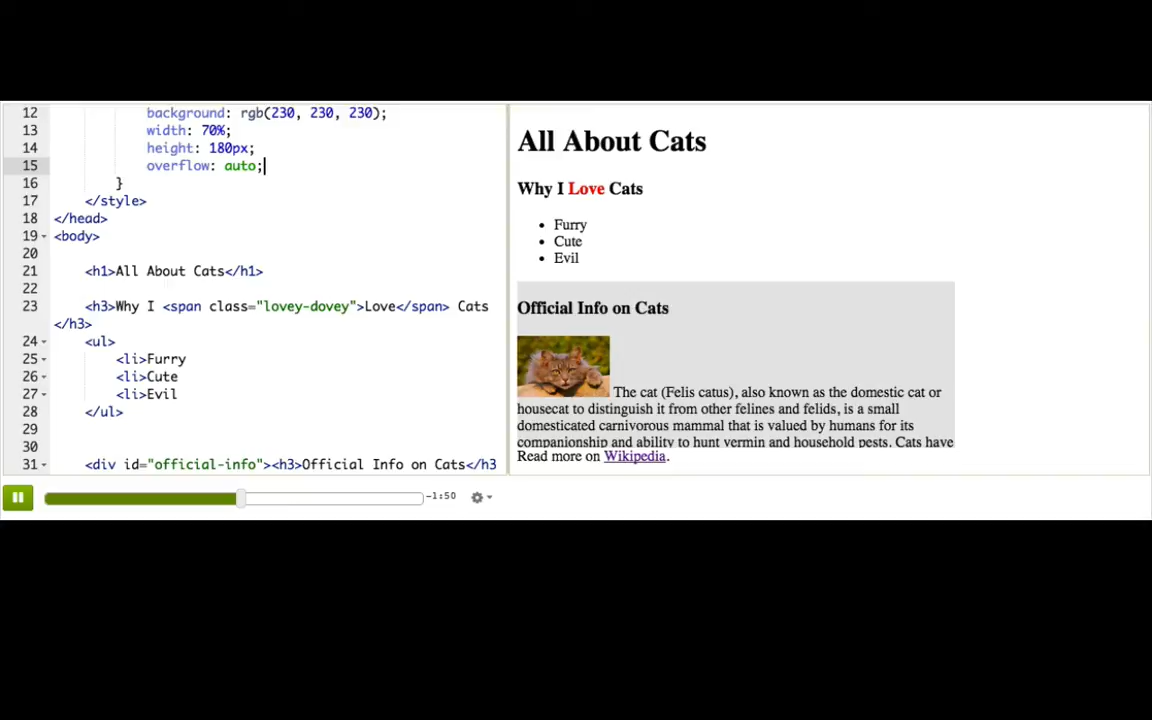 12 background: rgb(230, 230, 230);
13 width: 70%;
14 height: 180px;
15 overflow: auto;
16 }
17 </style>
18 </head>
19 <body>
20
21 <h1>All About Cats</h1>
22
23 <h3>Why I <span class="lovey-dovey">Love</span> Cats
</h3>
24 <ul>
25 <li>Furry
26 <li>Cute
27 <li>Evil
28 </ul>
29
30
31 <div id="official-info"><h3>Official Info on Cats</h3
All About Cats
Why I Love Cats
• Furry
• Cute
• Evil
Official Info on Cats
The cat (Felis catus), also known as the domestic cat or
housecat to distinguish it from other felines and felids, is a small
domesticated carnivorous mammal that is valued by humans for its
companionship and ability to hunt vermin and household pests. Cats have
Read more on Wikipedia.
-1:50